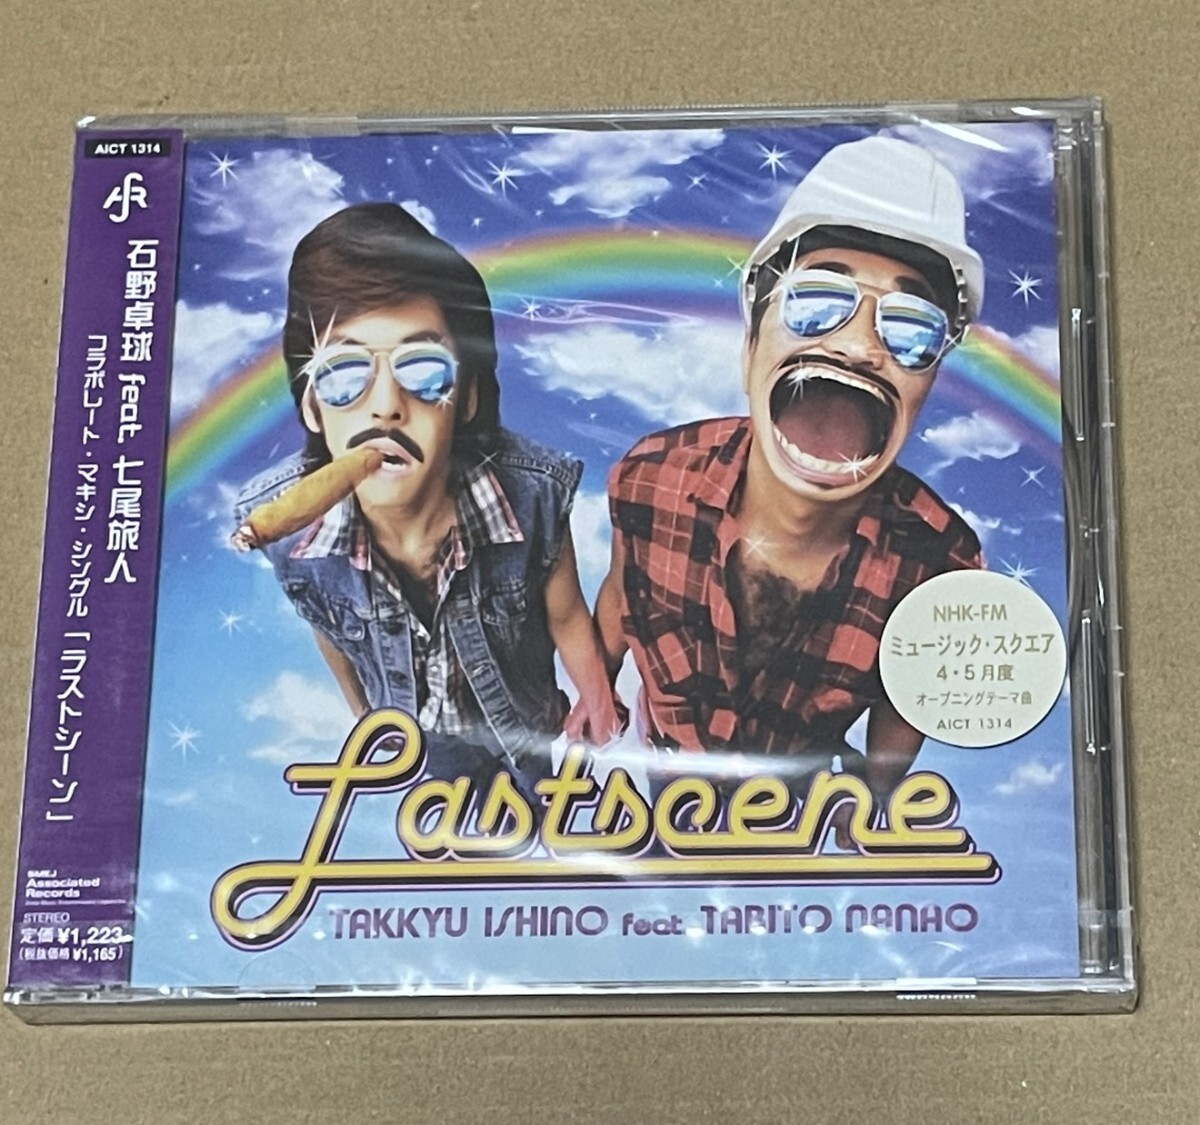 AICT 1314
石野卓球 feat. 七尾旅人
コラボレート・マキシ・シングル「ラストシーン」
SMEJ
Associated
Records
STEREO
定価¥1,223
(税抜価格 ¥1,165)
NHK-FM
ミュージック・スクエア
4・5月度
オープニングテーマ曲
AICT 1314
Lastscene
TAKKYU ISHINO feat. TABITO NANAO